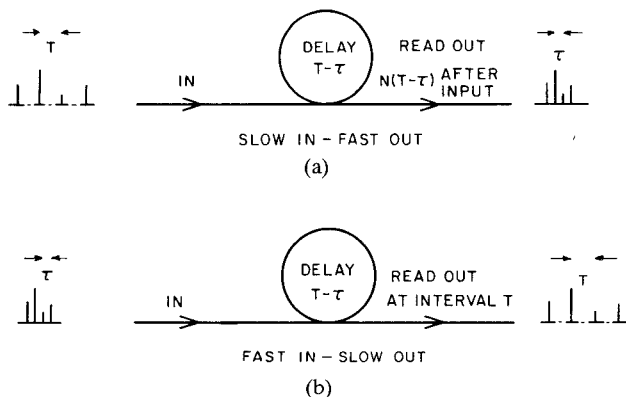 T
IN
DELAY
T-τ
READ OUT
N(T-τ) AFTER
INPUT
τ
SLOW IN - FAST OUT
(a)
τ
IN
DELAY
T-τ
READ OUT
AT INTERVAL T
T
FAST IN - SLOW OUT
(b)